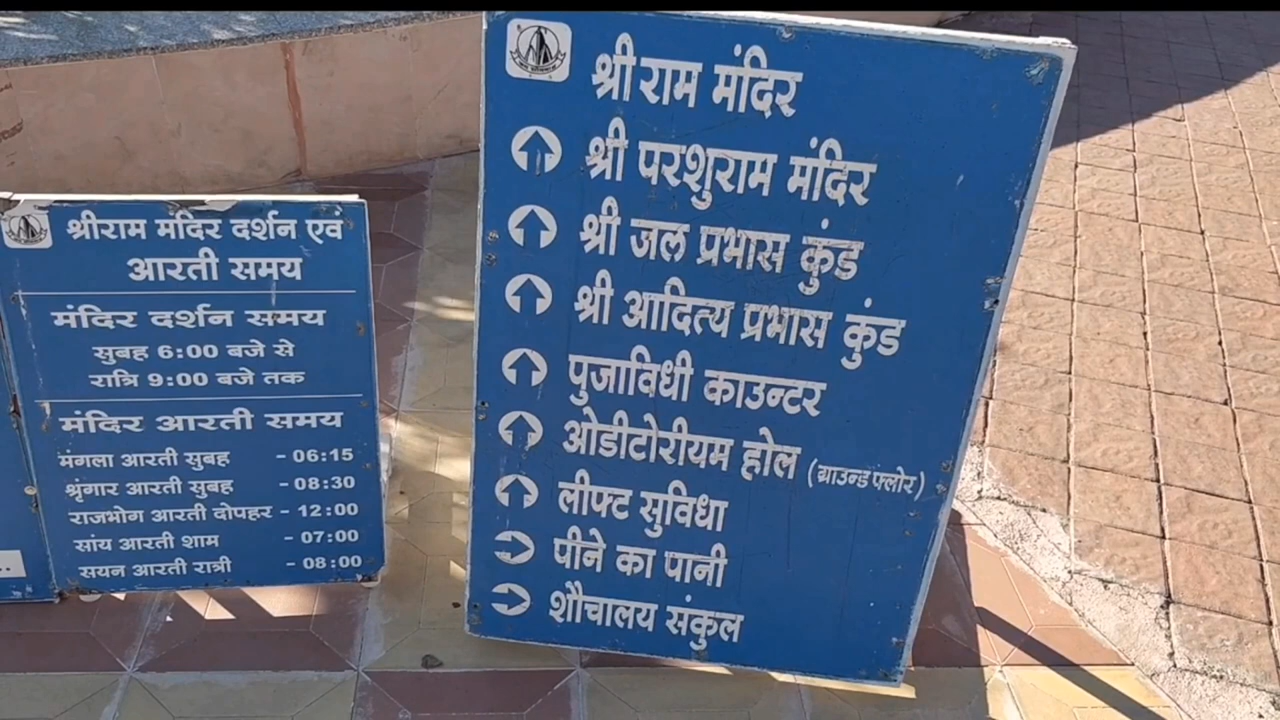 श्रीराम मंदिर दर्शन एवं
आरती समय
मंदिर दर्शन समय
सुबह 6:00 बजे से
रात्रि 9:00 बजे तक
मंदिर आरती समय
मंगला आरती सुबह - 06:15
श्रृंगार आरती सुबह - 08:30
राजभोग आरती दोपहर - 12:00
सांय आरती शाम - 07:00
सयन आरती रात्री - 08:00
श्रीराम मंदिर
श्री परशुराम मंदिर
श्री जल प्रभास कुंड
श्री आदित्य प्रभास कुंड
पुजाविधी काउन्टर
ओडीटोरीयम होल (ग्राउन्ड फ्लोर)
लीफ्ट सुविधा
पीने का पानी
शौचालय संकुल